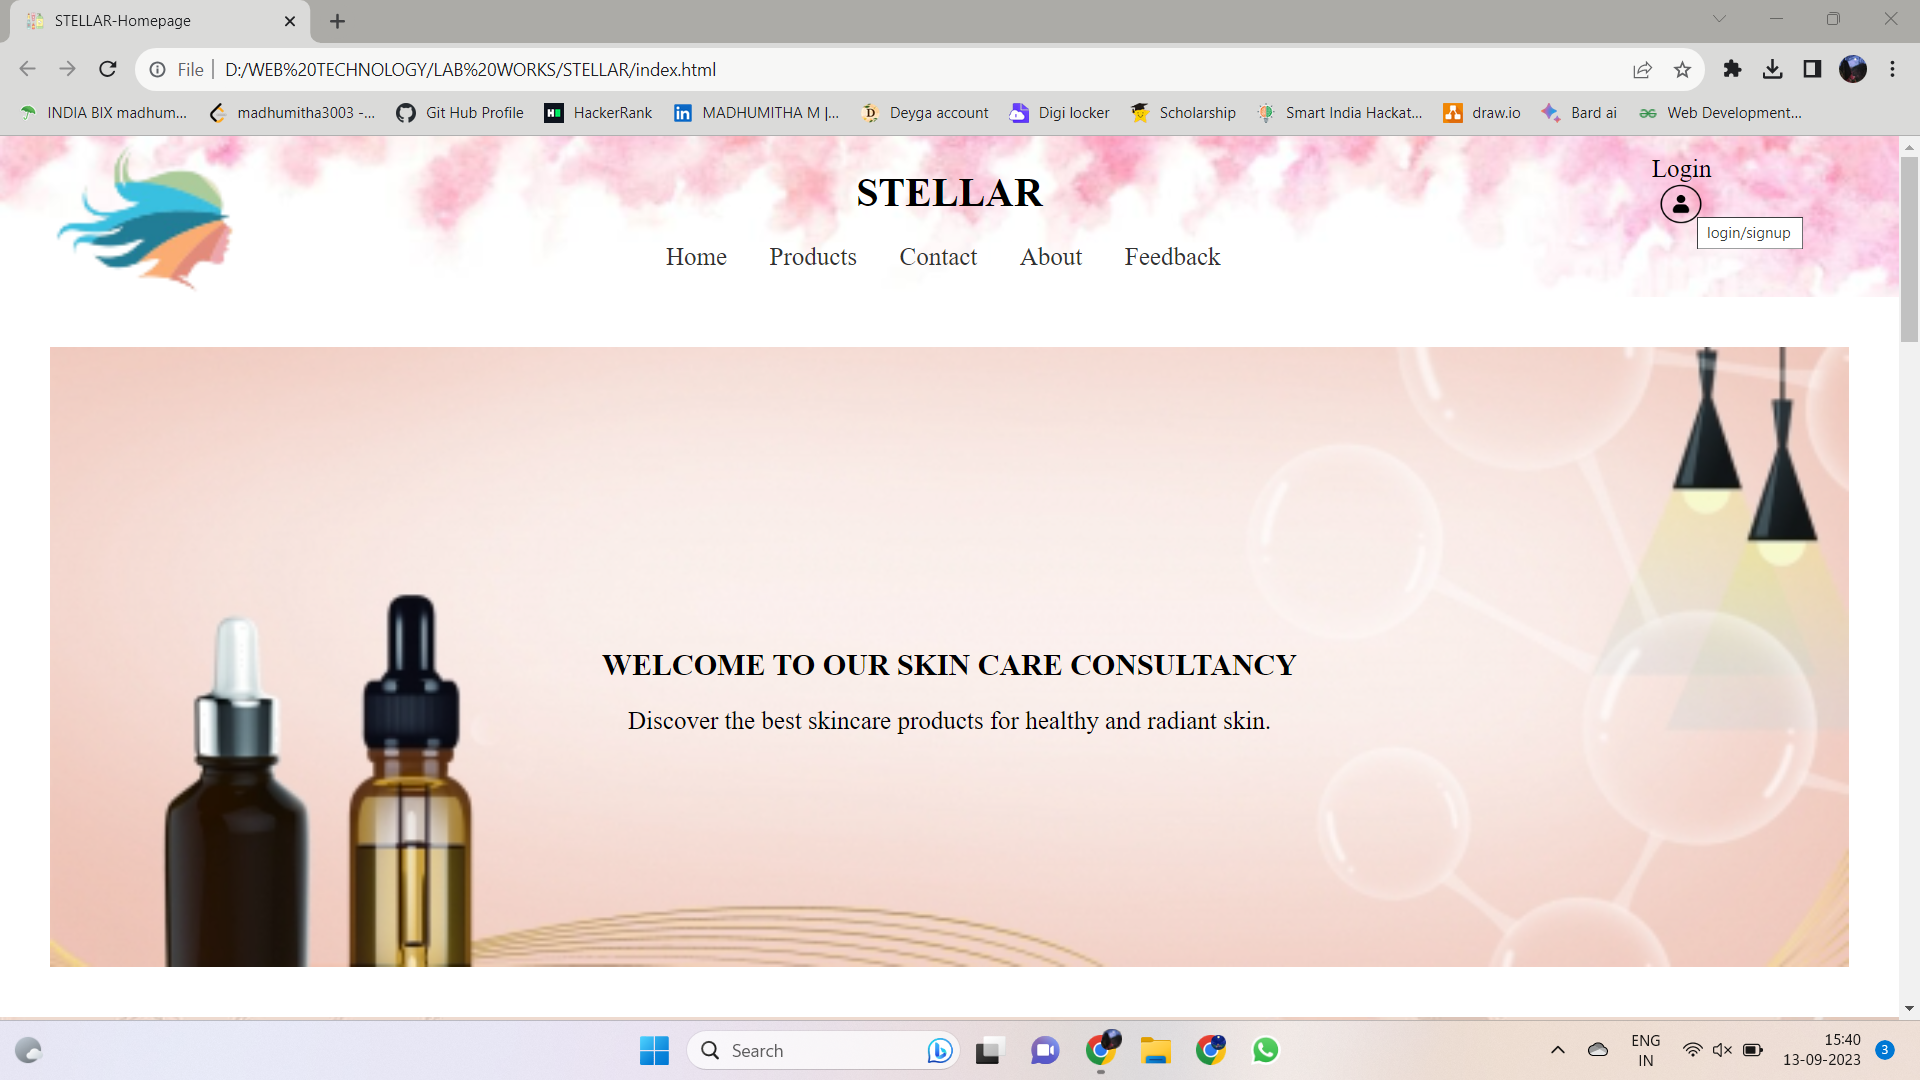 STELLAR-Homepage
File
D:/WEB%20TECHNOLOGY/LAB%20WORKS/STELLAR/index.html
INDIA BIX madhum...
madhumitha3003 -...
Git Hub Profile
HackerRank
MADHUMITHA M |...
Deyga account
Digi locker
Scholarship
Smart India Hackat...
draw.io
Bard ai
Web Development...
Login
STELLAR
login/signup
Home Products Contact About Feedback
WELCOME TO OUR SKIN CARE CONSULTANCY
Discover the best skincare products for healthy and radiant skin.
Search
ENG
IN
15:40
13-09-2023
3